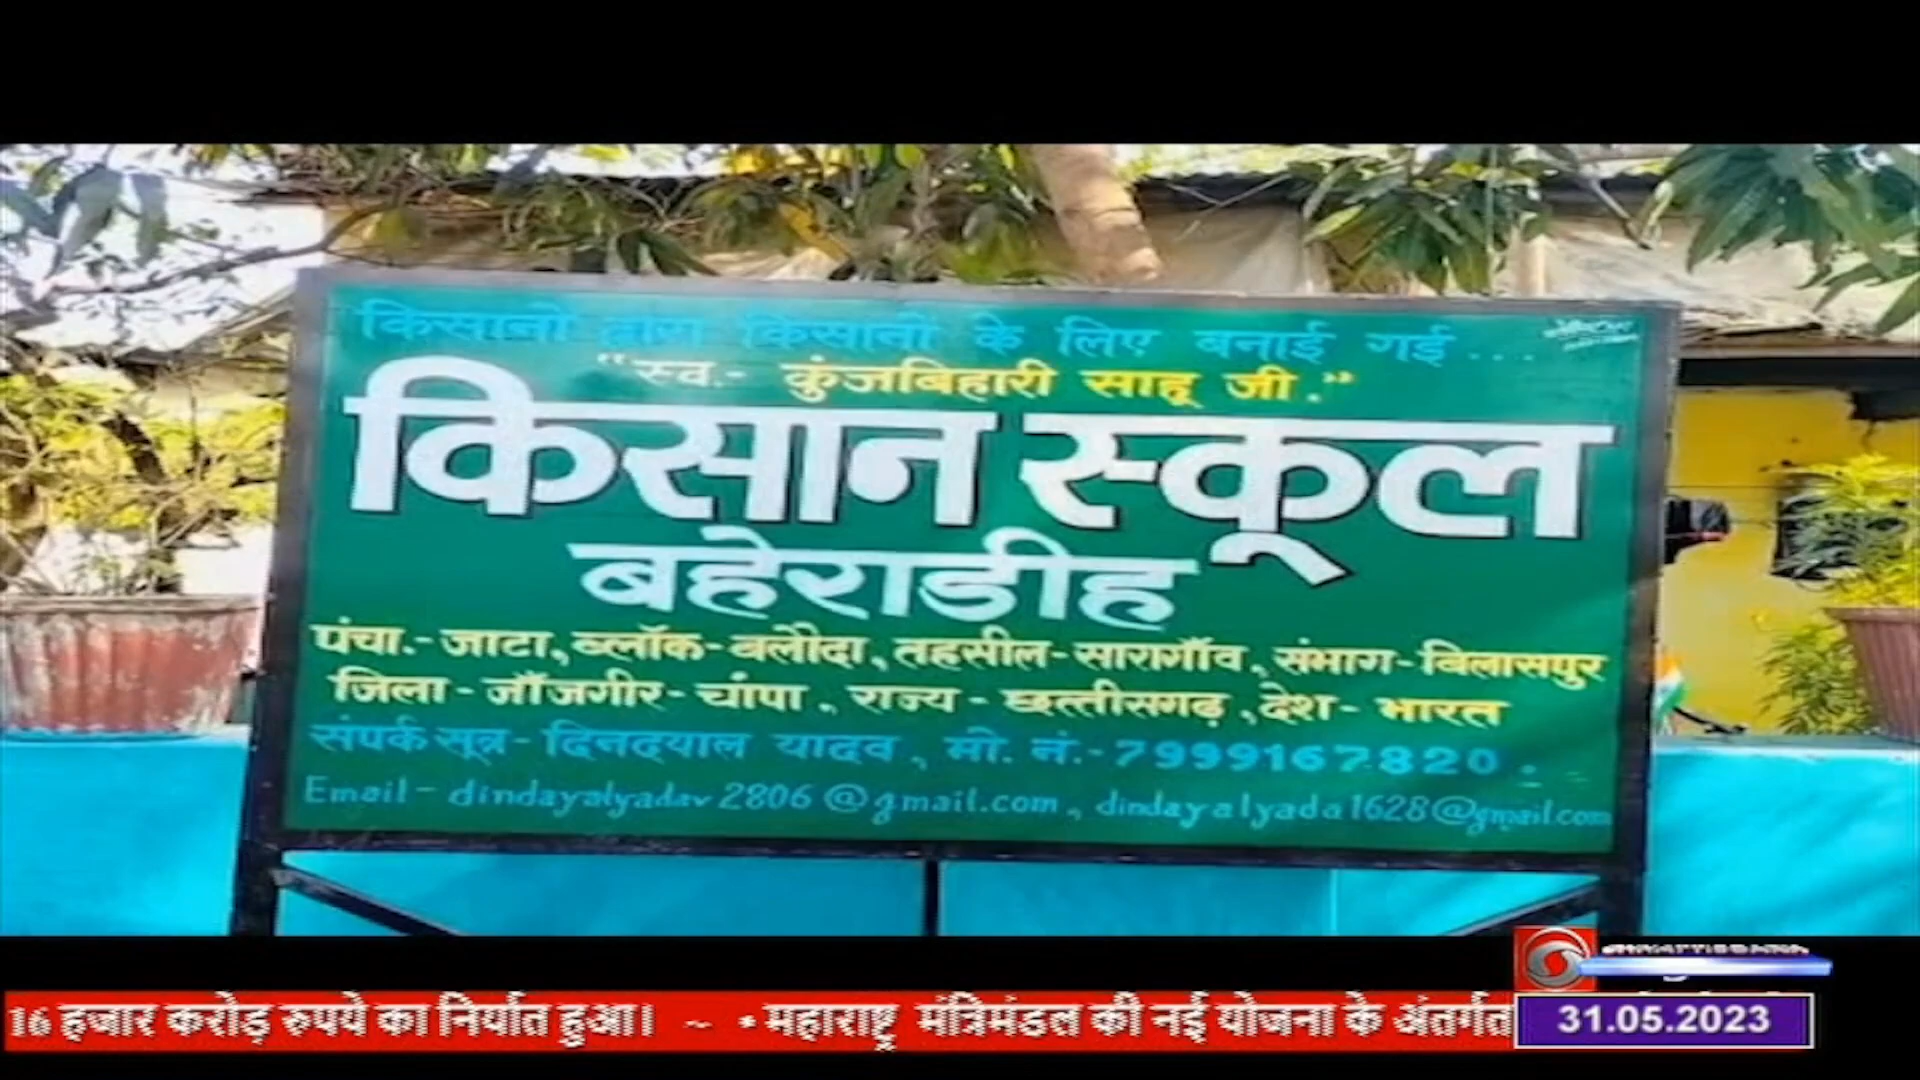 किसानो द्वारा किसानो के लिए बनाई गई...
"स्व.- कुंजबिहारी साहू जी."
किसान स्कूल
बहेराडीह
पंचा.- जाटा, ब्लॉक- बलौदा, तहसील- सारागाँव, संभाग- बिलासपुर
जिला - जाँजगीर- चांपा, राज्य - छत्तीसगढ़, देश- भारत
संपर्क सूत्र- दिनदयाल यादव, मो. नं.- 7999167820.
Email- dindayalyadav2806@gmail.com, dindayalyada1628@gmail.com
16 हजार करोड़ रुपये का निर्यात हुआ। ~ • महाराष्ट्र मंत्रिमंडल की नई योजना के अंतर्गत
31.05.2023